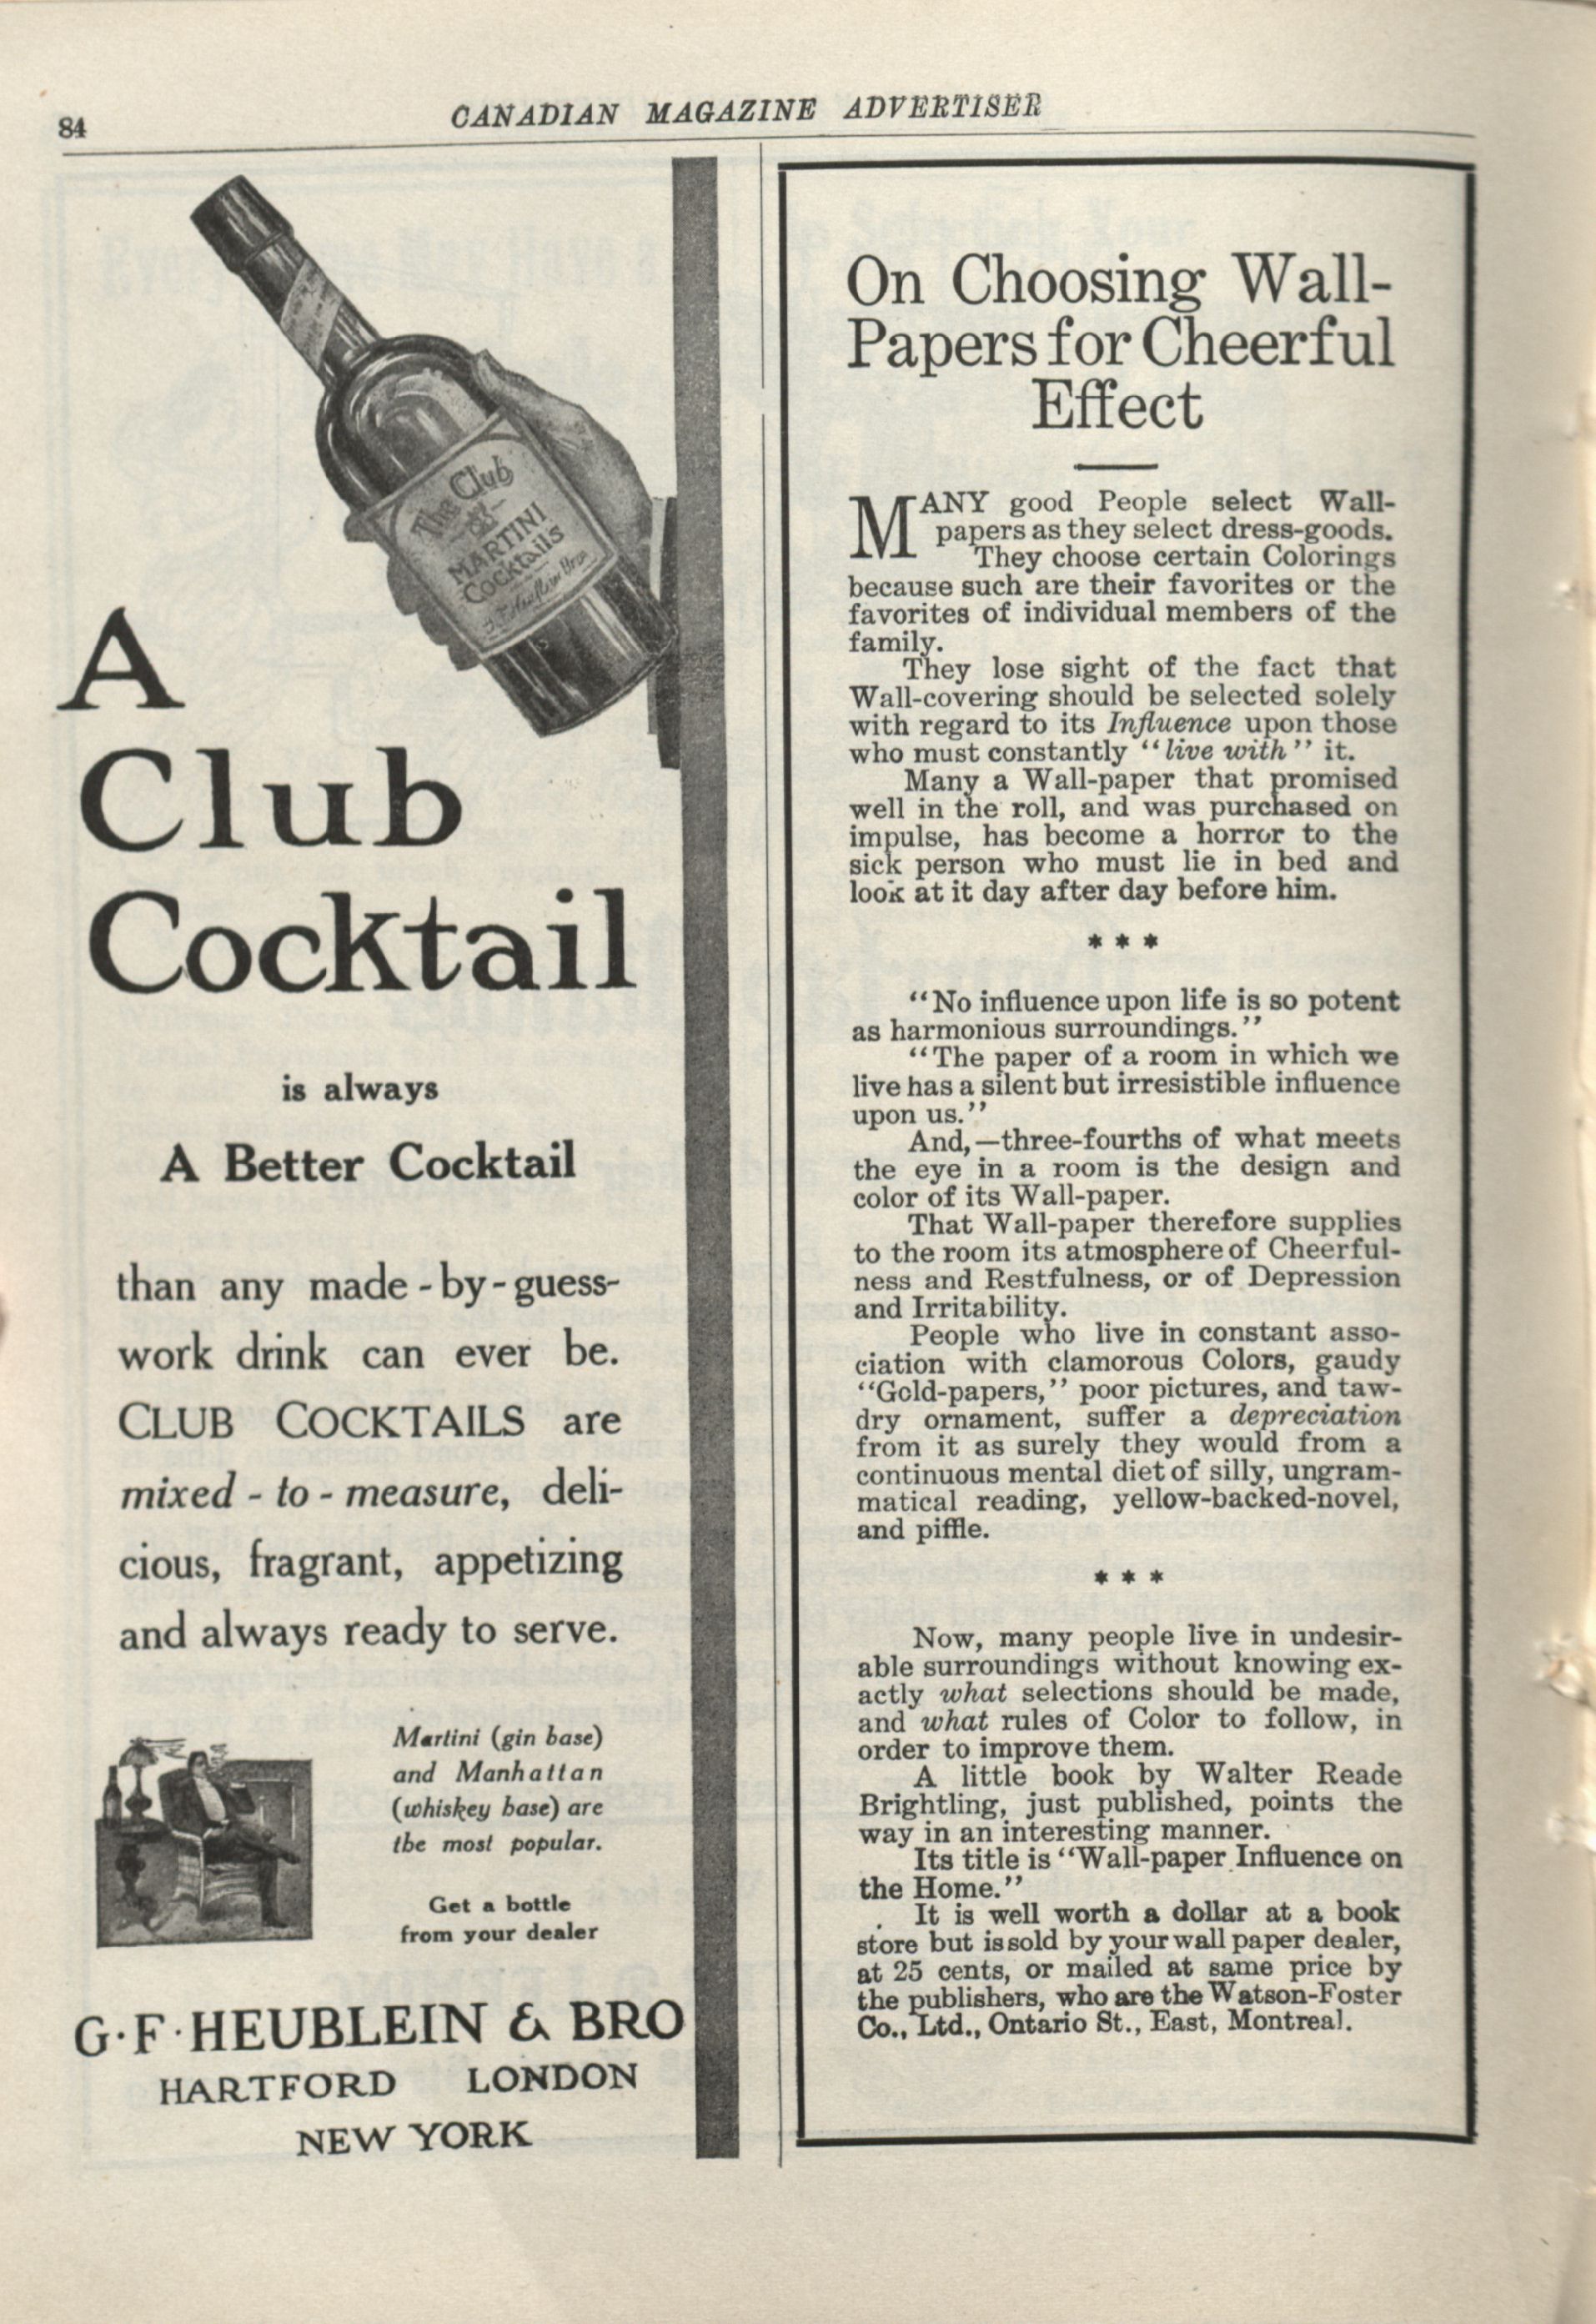 84
CANADIAN MAGAZINE ADVERTISER
The Club
MARTINI
Cocktails
G. F. Heublein & Bro
A
Club
Cocktail
is always
A Better Cocktail
than any made-by-guess-
work drink can ever be.
CLUB COCKTAILS are
mixed-to-measure, deli-
cious, fragrant, appetizing
and always ready to serve.
Martini (gin base)
and Manhattan
(whiskey base) are
the most popular.
Get a bottle
from your dealer
G·F·HEUBLEIN & BRO
HARTFORD LONDON
NEW YORK
On Choosing Wall-
Papers for Cheerful
Effect
MANY good People select Wall-
papers as they select dress-goods.
They choose certain Colorings
because such are their favorites or the
favorites of individual members of the
family.
They lose sight of the fact that
Wall-covering should be selected solely
with regard to its Influence upon those
who must constantly "live with" it.
Many a Wall-paper that promised
well in the roll, and was purchased on
impulse, has become a horror to the
sick person who must lie in bed and
look at it day after day before him.
* * *
"No influence upon life is so potent
as harmonious surroundings."
"The paper of a room in which we
live has a silent but irresistible influence
upon us."
And,—three-fourths of what meets
the eye in a room is the design and
color of its Wall-paper.
That Wall-paper therefore supplies
to the room its atmosphere of Cheerful-
ness and Restfulness, or of Depression
and Irritability.
People who live in constant asso-
ciation with clamorous Colors, gaudy
"Gold-papers," poor pictures, and taw-
dry ornament, suffer a depreciation
from it as surely they would from a
continuous mental diet of silly, ungram-
matical reading, yellow-backed-novel,
and piffle.
* * *
Now, many people live in undesir-
able surroundings without knowing ex-
actly what selections should be made,
and what rules of Color to follow, in
order to improve them.
A little book by Walter Reade
Brightling, just published, points the
way in an interesting manner.
Its title is "Wall-paper Influence on
the Home."
It is well worth a dollar at a book
store but is sold by your wall paper dealer,
at 25 cents, or mailed at same price by
the publishers, who are the Watson-Foster
Co., Ltd., Ontario St., East, Montreal.